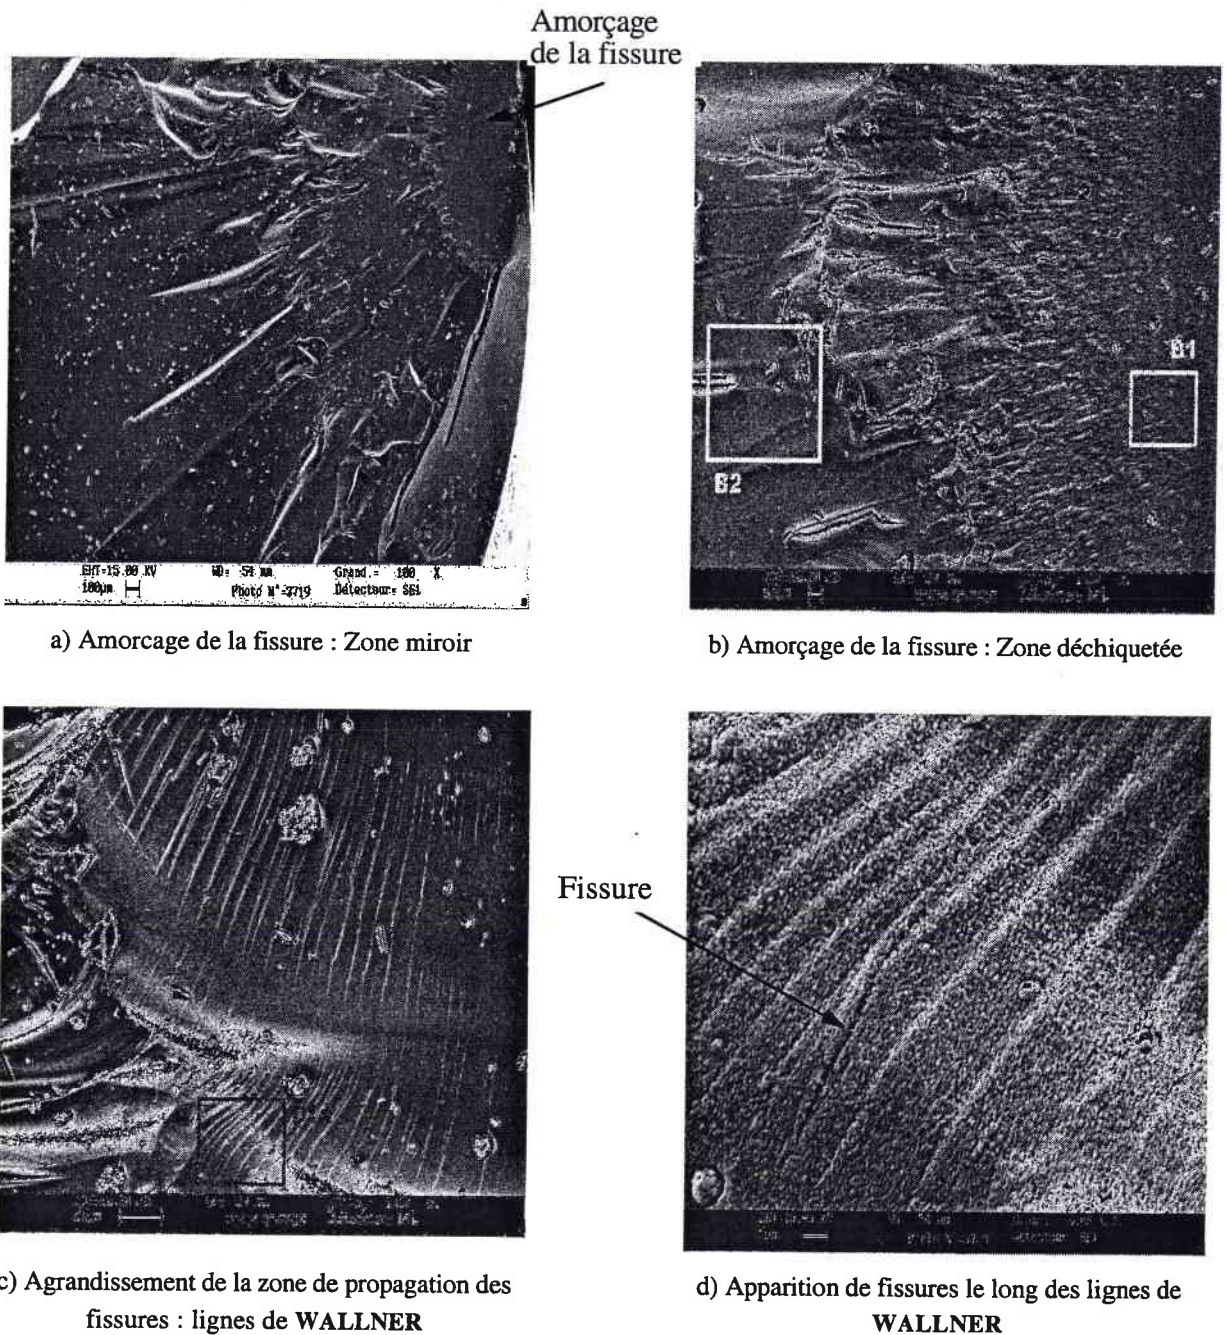 Amorçage
de la fissure
B1
B2
EHT=15.00 KV WD= 51 mm Grand.= 100 X
100µm Photo N°=3719 Détecteur= SE1
a) Amorcage de la fissure : Zone miroir
b) Amorçage de la fissure : Zone déchiquetée
Fissure
c) Agrandissement de la zone de propagation des
fissures : lignes de WALLNER
d) Apparition de fissures le long des lignes de
WALLNER